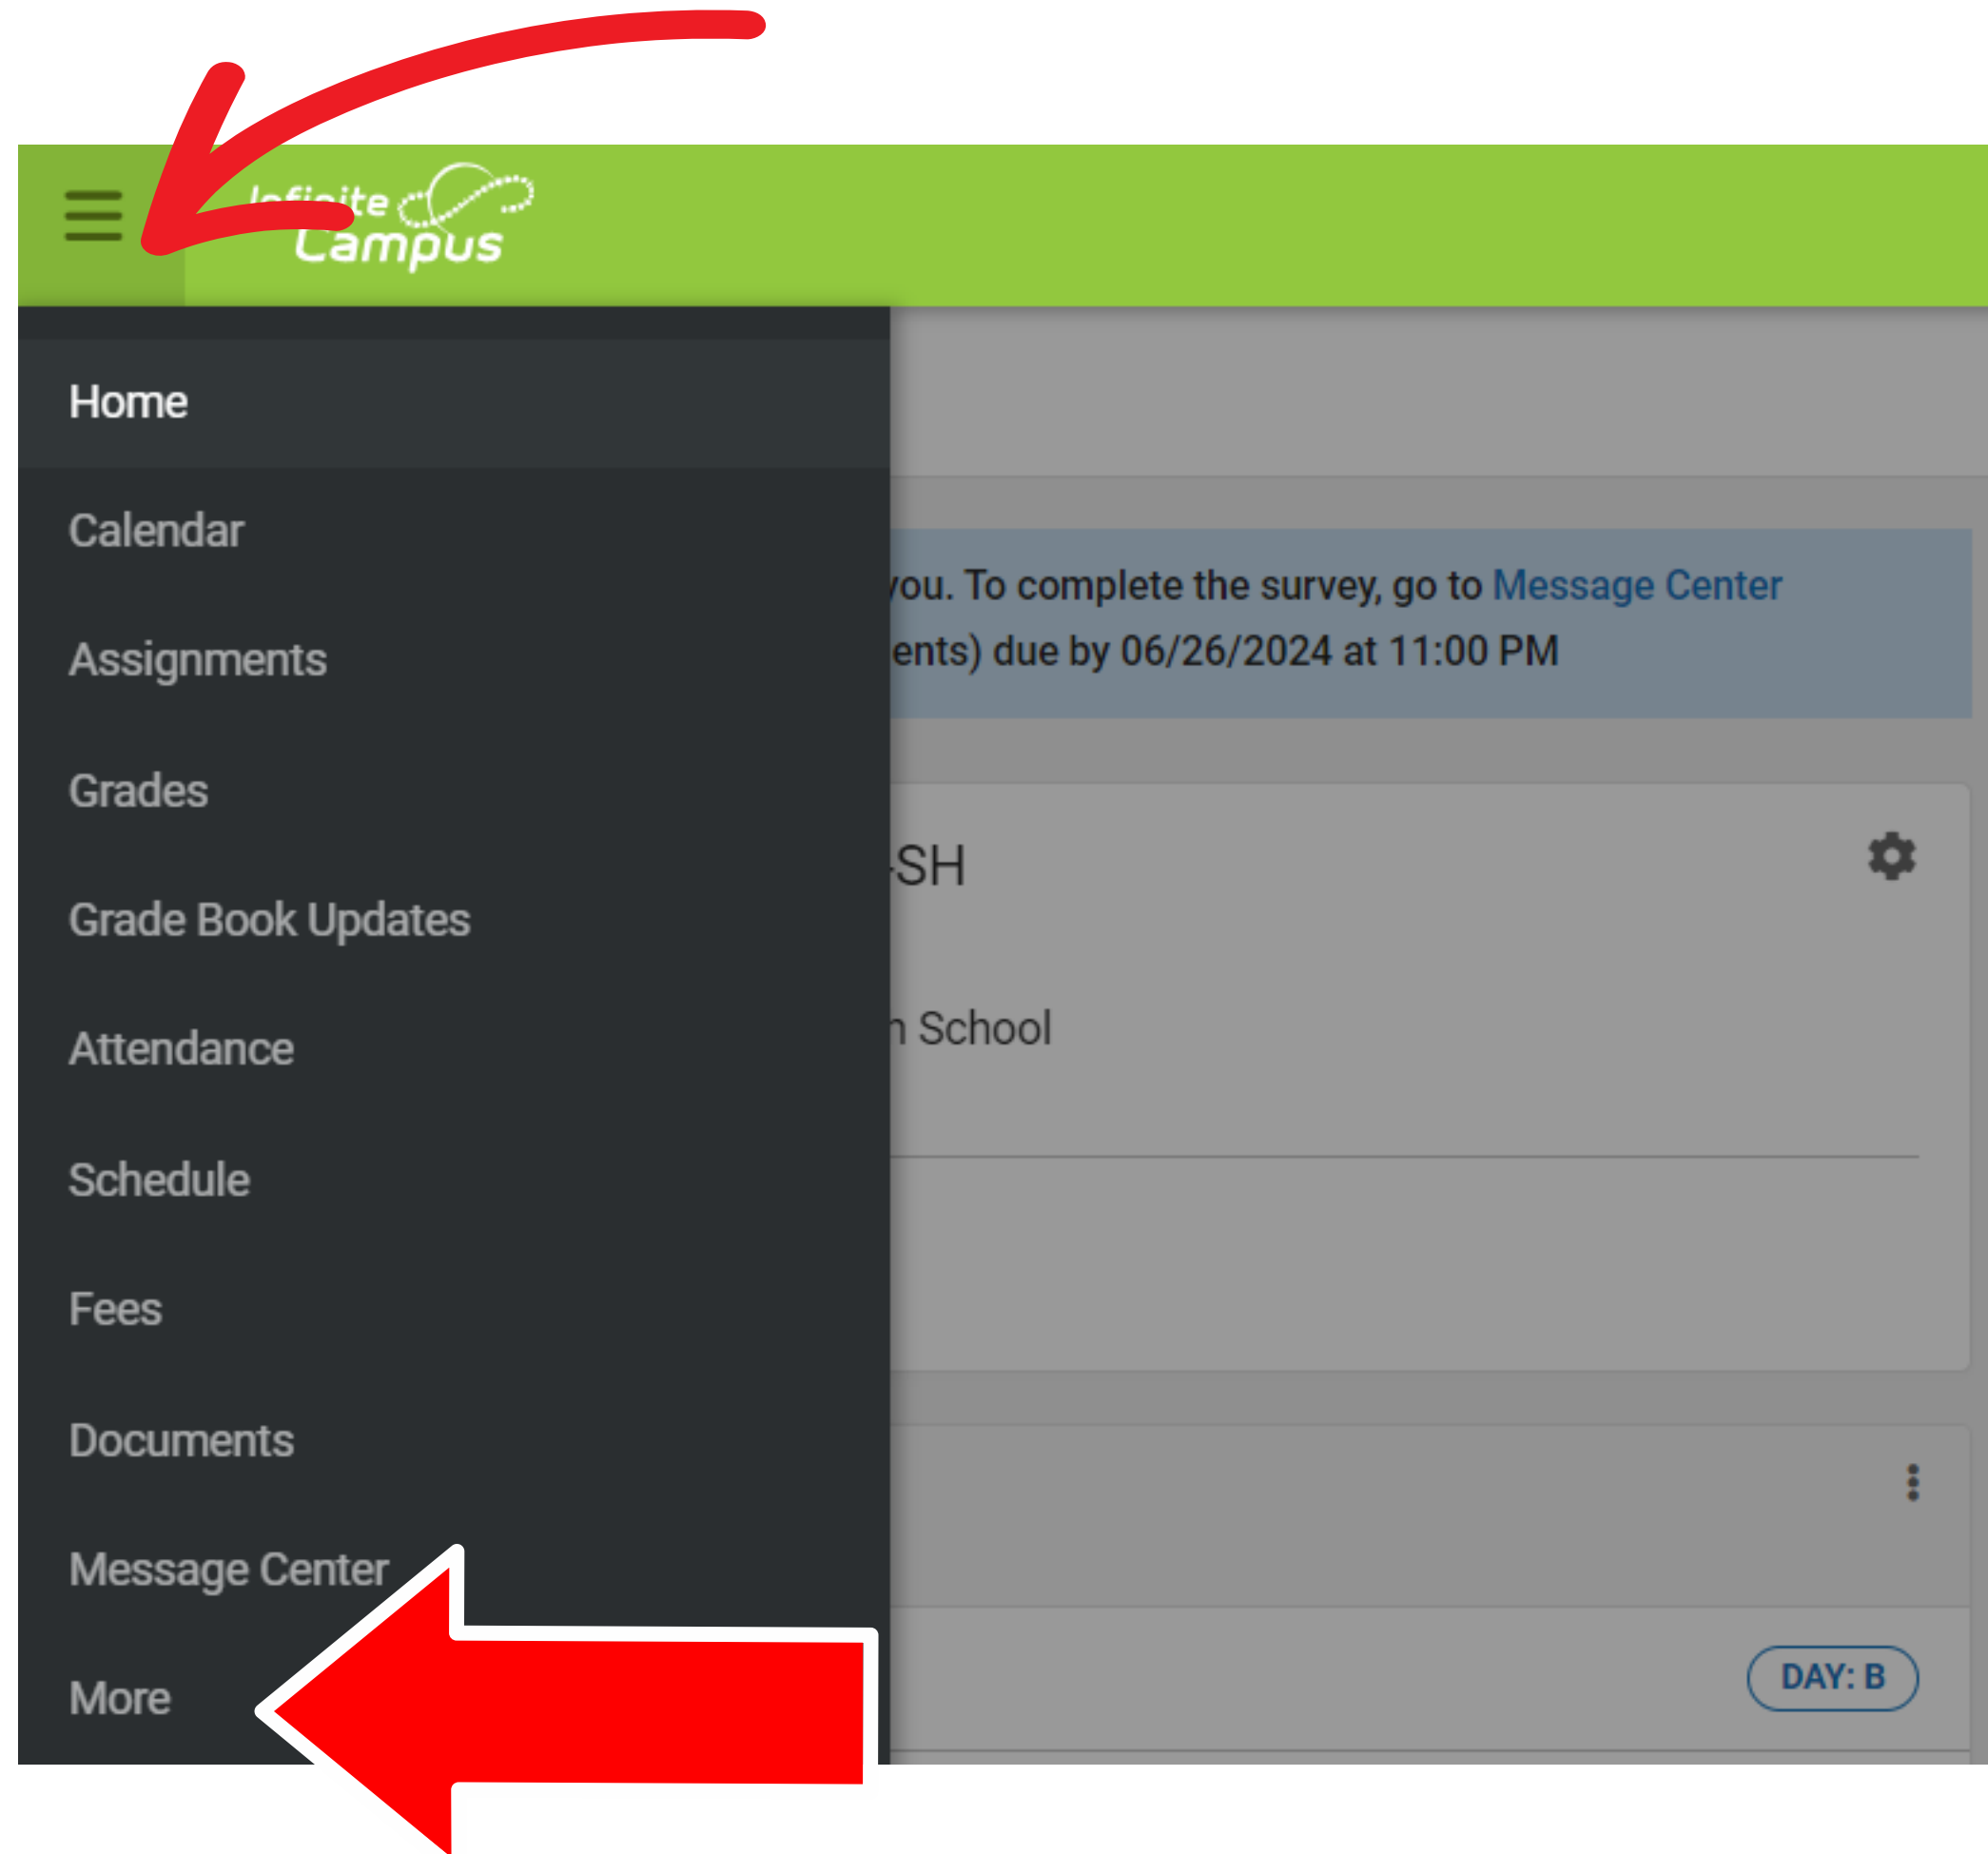 Infinite
Campus
Home
Calendar
Assignments
Grades
Grade Book Updates
Attendance
Schedule
Fees
Documents
Message Center
More
you. To complete the survey, go to Message Center
ents) due by 06/26/2024 at 11:00 PM
-SH
School
DAY: B